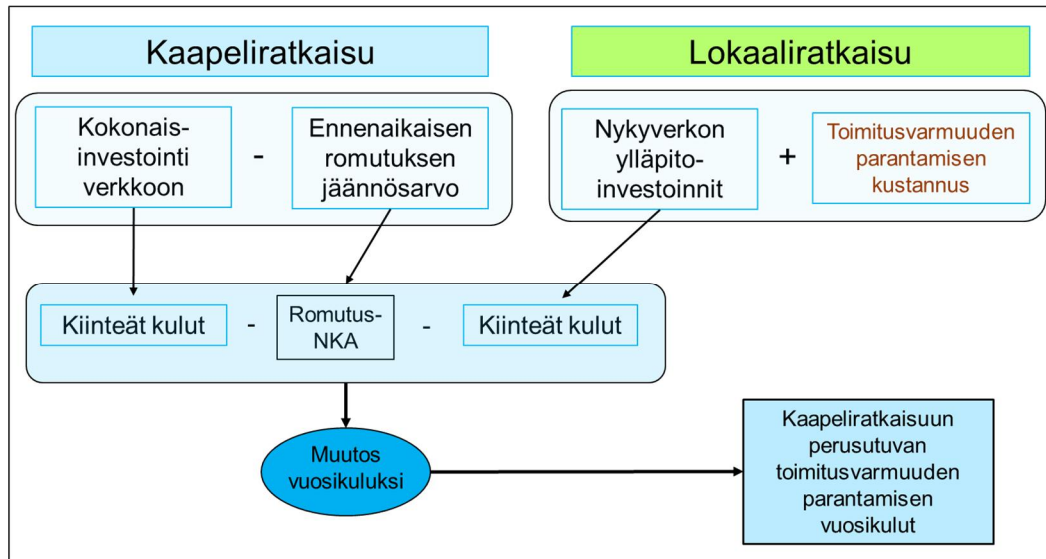 Kaapeliratkaisu
Lokaaliratkaisu
Kokonais-
investointi
verkkoon
-
Ennenaikaisen
romutuksen
jäännösarvo
Nykyverkon
ylläpito-
investoinnit
+
Toimitusvarmuuden
parantamisen
kustannus
Kiinteät kulut
-
Romutus-
NKA
-
Kiinteät kulut
Muutos
vuosikuluksi
Kaapeliratkaisuun
perusutuvan
toimitusvarmuuden
parantamisen
vuosikulut